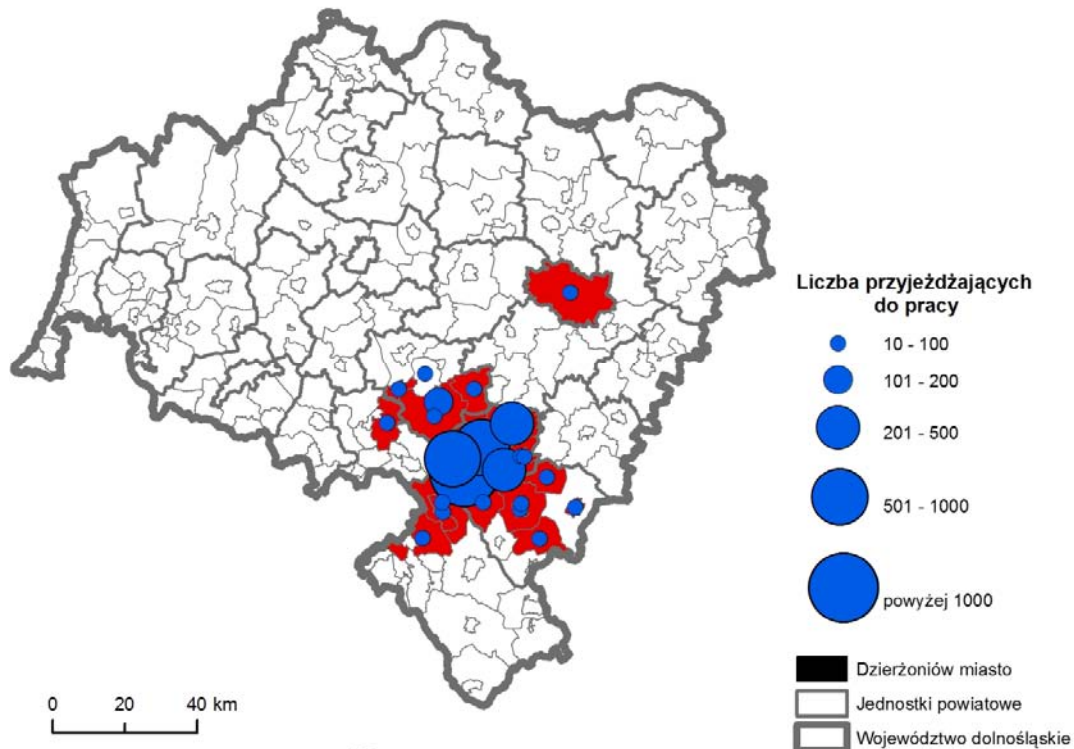 Liczba przyjeżdżających
do pracy
10 - 100
101 - 200
201 - 500
501 - 1000
powyżej 1000
Dzierżoniów miasto
Jednostki powiatowe
Województwo dolnośląskie
0 20 40 km